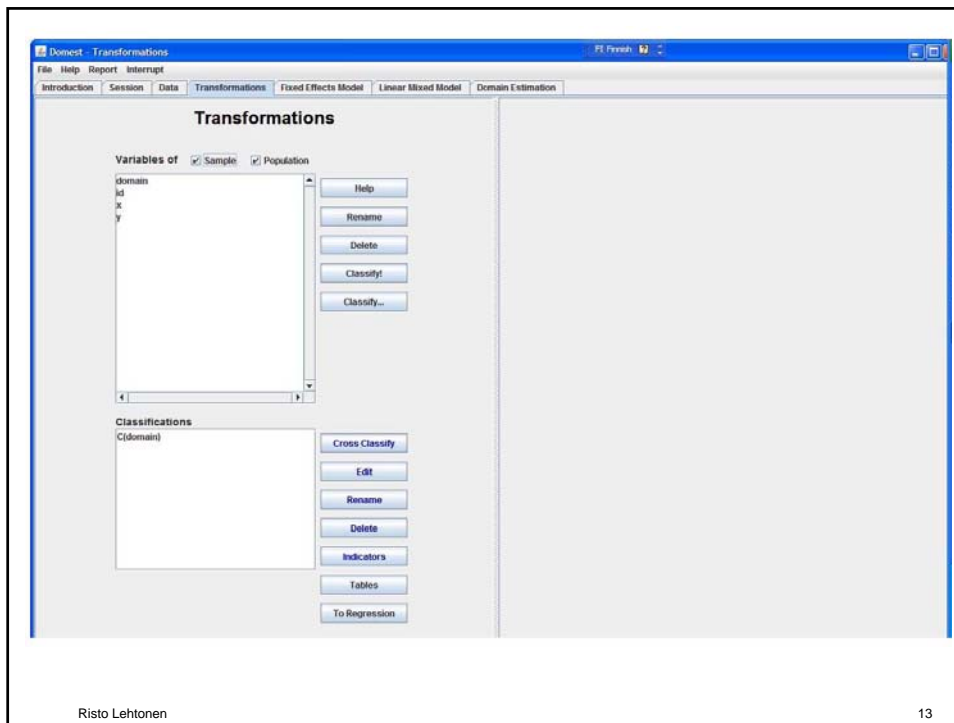 Domest - Transformations
FI Finnish
File Help Report Interrupt
Introduction Session Data Transformations Fixed Effects Model Linear Mixed Model Domain Estimation
Transformations
Variables of Sample Population
domain
id
x
y
Help
Rename
Delete
Classify!
Classify...
Classifications
C(domain)
Cross Classify
Edit
Rename
Delete
Indicators
Tables
To Regression
Risto Lehtonen
13